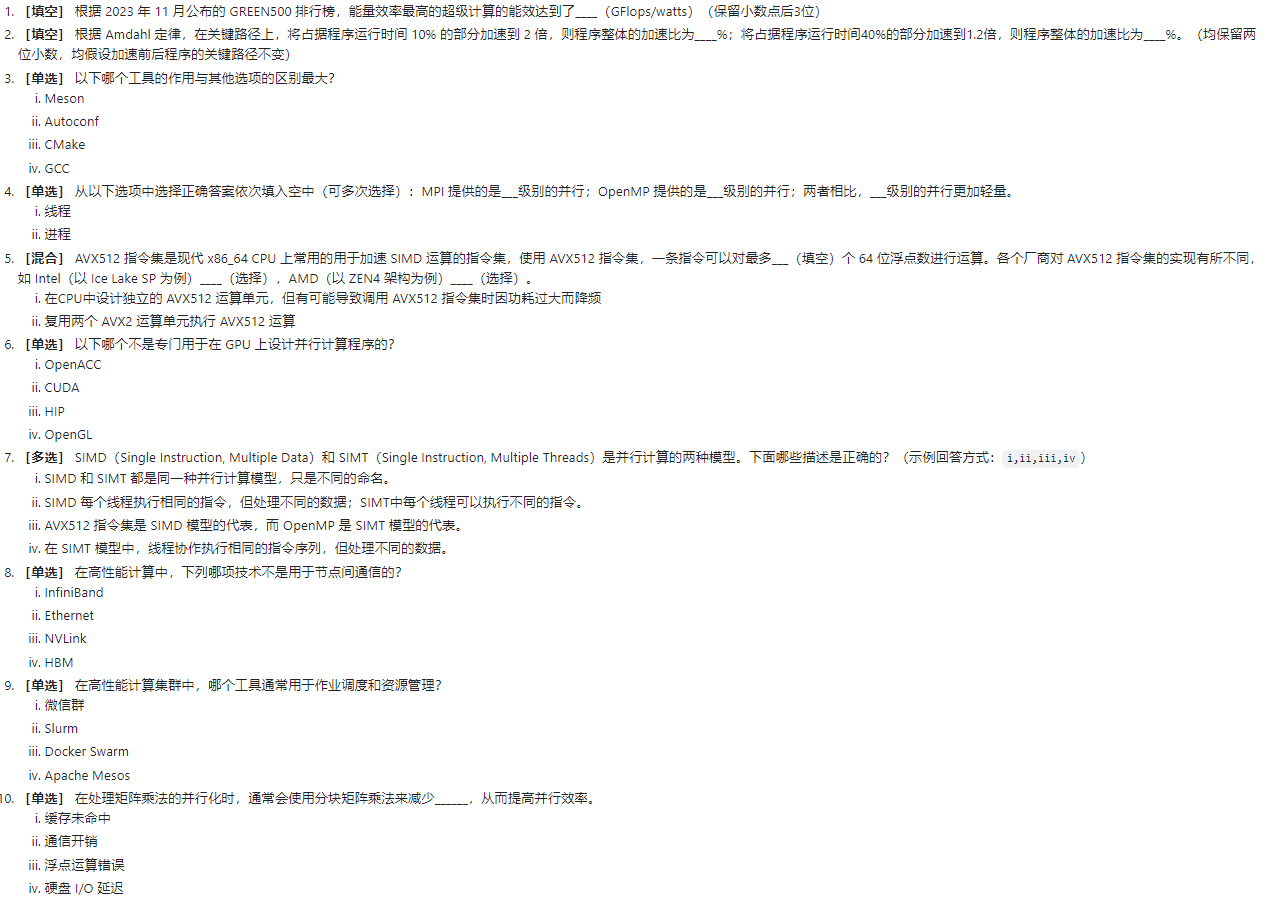 1. [填空] 根据 2023 年 11 月公布的 GREEN500 排行榜，能量效率最高的超级计算的能效达到了____（GFlops/watts）（保留小数点后3位）
2. [填空] 根据 Amdahl 定律，在关键路径上，将占据程序运行时间 10% 的部分加速到 2 倍，则程序整体的加速比为____%；将占据程序运行时间40%的部分加速到1.2倍，则程序整体的加速比为____%。（均保留两
位小数，均假设加速前后程序的关键路径不变）
3. [单选] 以下哪个工具的作用与其他选项的区别最大？
i. Meson
ii. Autoconf
iii. CMake
iv. GCC
4. [单选] 从以下选项中选择正确答案依次填入空中（可多次选择）：MPI 提供的是___级别的并行；OpenMP 提供的是___级别的并行；两者相比，___级别的并行更加轻量。
i. 线程
ii. 进程
5. [混合] AVX512 指令集是现代 x86_64 CPU 上常用的用于加速 SIMD 运算的指令集，使用 AVX512 指令集，一条指令可以对最多___（填空）个 64 位浮点数进行运算。各个厂商对 AVX512 指令集的实现有所不同，
如 Intel（以 Ice Lake SP 为例）____（选择），AMD（以 ZEN4 架构为例）____（选择）。
i. 在CPU中设计独立的 AVX512 运算单元，但有可能导致调用 AVX512 指令集时因功耗过大而降频
ii. 复用两个 AVX2 运算单元执行 AVX512 运算
6. [单选] 以下哪个不是专门用于在 GPU 上设计并行计算程序的？
i. OpenACC
ii. CUDA
iii. HIP
iv. OpenGL
7. [多选] SIMD（Single Instruction, Multiple Data）和 SIMT（Single Instruction, Multiple Threads）是并行计算的两种模型。下面哪些描述是正确的？（示例回答方式：i,ii,iii,iv）
i. SIMD 和 SIMT 都是同一种并行计算模型，只是不同的命名。
ii. SIMD 每个线程执行相同的指令，但处理不同的数据；SIMT中每个线程可以执行不同的指令。
iii. AVX512 指令集是 SIMD 模型的代表，而 OpenMP 是 SIMT 模型的代表。
iv. 在 SIMT 模型中，线程协作执行相同的指令序列，但处理不同的数据。
8. [单选] 在高性能计算中，下列哪项技术不是用于节点间通信的？
i. InfiniBand
ii. Ethernet
iii. NVLink
iv. HBM
9. [单选] 在高性能计算集群中，哪个工具通常用于作业调度和资源管理？
i. 微信群
ii. Slurm
iii. Docker Swarm
iv. Apache Mesos
10. [单选] 在处理矩阵乘法的并行化时，通常会使用分块矩阵乘法来减少______，从而提高并行效率。
i. 缓存未命中
ii. 通信开销
iii. 浮点运算错误
iv. 硬盘 I/O 延迟